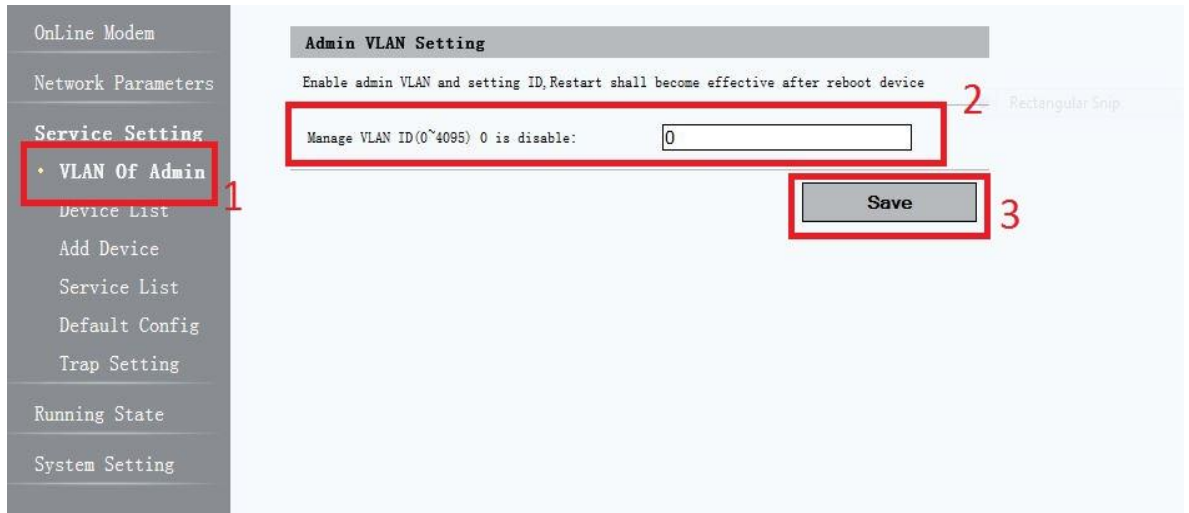 OnLine Modem
Network Parameters
Service Setting
VLAN Of Admin
1
Device List
Add Device
Service List
Default Config
Trap Setting
Running State
System Setting
Admin VLAN Setting
Enable admin VLAN and setting ID,Restart shall become effective after reboot device
2
Rectangular Snip
Manage VLAN ID(0~4095) 0 is disable:
0
Save
3